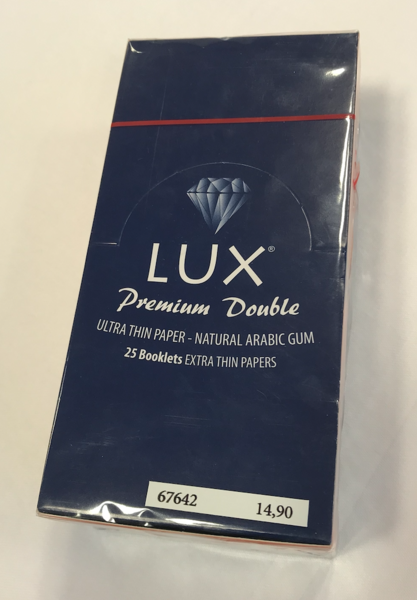 LUX®
Premium Double
ULTRA THIN PAPER - NATURAL ARABIC GUM
25 Booklets EXTRA THIN PAPERS
67642 14,90